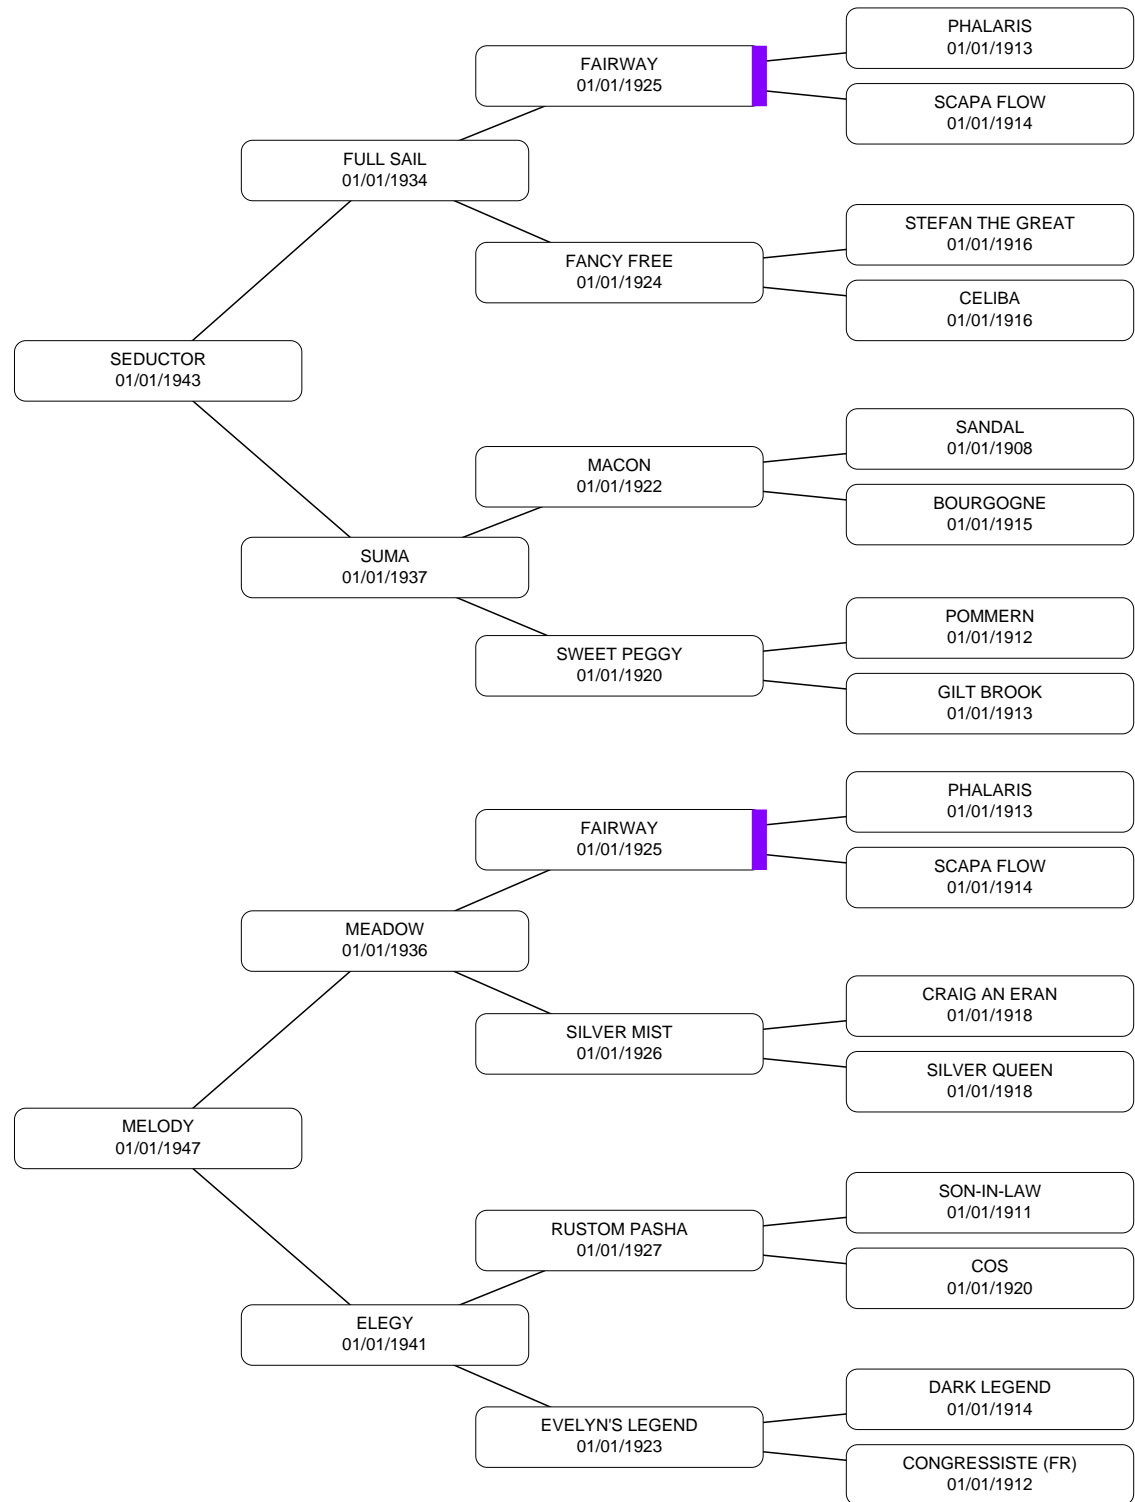 PHALARIS
01/01/1913
FAIRWAY
01/01/1925
SCAPA FLOW
01/01/1914
FULL SAIL
01/01/1934
STEFAN THE GREAT
01/01/1916
FANCY FREE
01/01/1924
CELIBA
01/01/1916
SEDUCTOR
01/01/1943
SANDAL
01/01/1908
MACON
01/01/1922
BOURGOGNE
01/01/1915
SUMA
01/01/1937
POMMERN
01/01/1912
SWEET PEGGY
01/01/1920
GILT BROOK
01/01/1913
PHALARIS
01/01/1913
FAIRWAY
01/01/1925
SCAPA FLOW
01/01/1914
MEADOW
01/01/1936
CRAIG AN ERAN
01/01/1918
SILVER MIST
01/01/1926
SILVER QUEEN
01/01/1918
MELODY
01/01/1947
SON-IN-LAW
01/01/1911
RUSTOM PASHA
01/01/1927
COS
01/01/1920
ELEGY
01/01/1941
DARK LEGEND
01/01/1914
EVELYN'S LEGEND
01/01/1923
CONGRESSISTE (FR)
01/01/1912